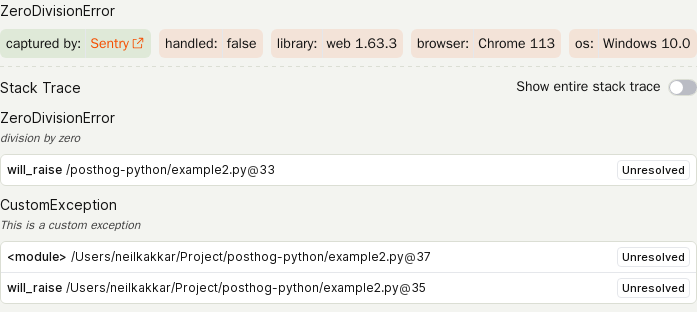 ZeroDivisionError
captured by: Sentry handled: false library: web 1.63.3 browser: Chrome 113 os: Windows 10.0
Stack Trace Show entire stack trace
ZeroDivisionError
division by zero
will_raise /posthog-python/example2.py@33 Unresolved
CustomException
This is a custom exception
<module> /Users/neilkakkar/Project/posthog-python/example2.py@37 Unresolved
will_raise /Users/neilkakkar/Project/posthog-python/example2.py@35 Unresolved